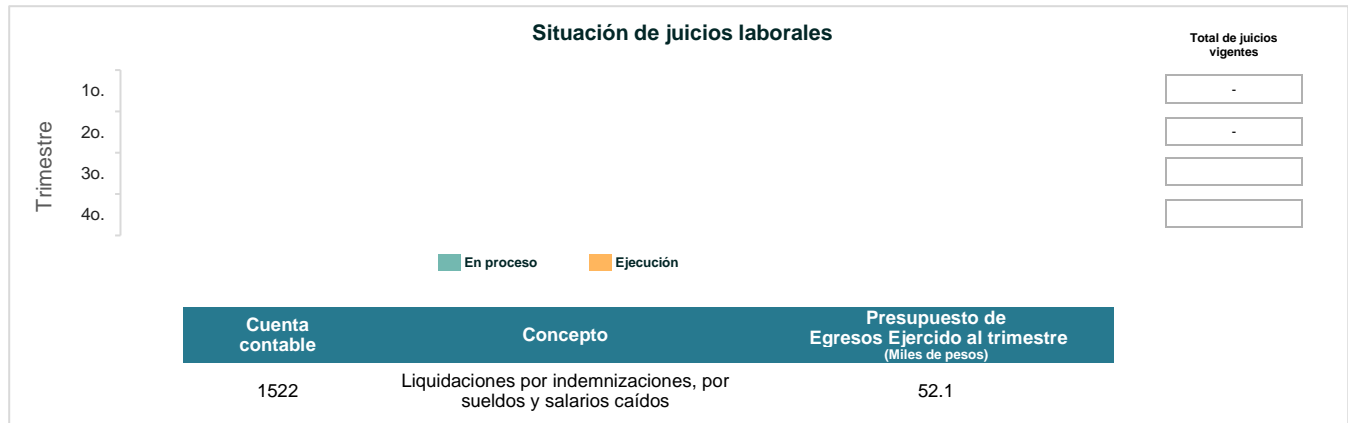 Situación de juicios laborales
Total de juicios
vigentes
Trimestre
1o.
-
2o.
-
3o.
4o.
En proceso
Ejecución
Cuenta
contable
Concepto
Presupuesto de
Egresos Ejercido al trimestre
(Miles de pesos)
1522
Liquidaciones por indemnizaciones, por
sueldos y salarios caídos
52.1